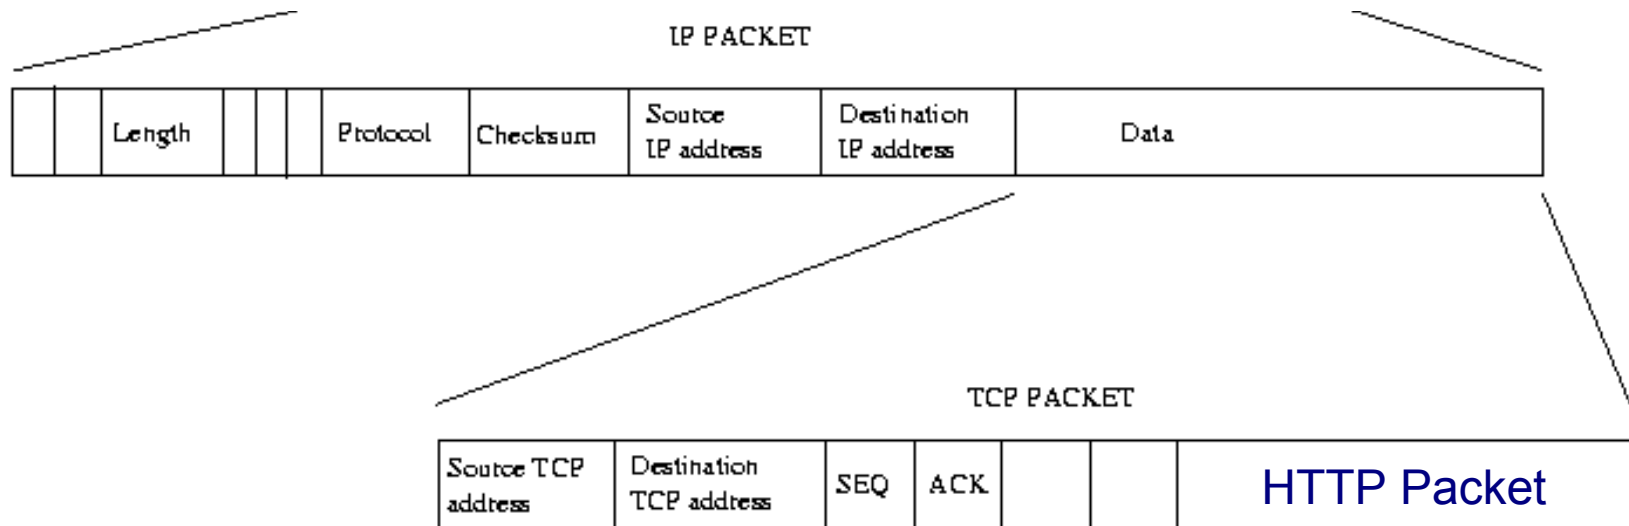 IP PACKET
Length
Protocol
Checksum
Source
IP address
Destination
IP address
Data
TCP PACKET
Source TCP
address
Destination
TCP address
SEQ
ACK
HTTP Packet